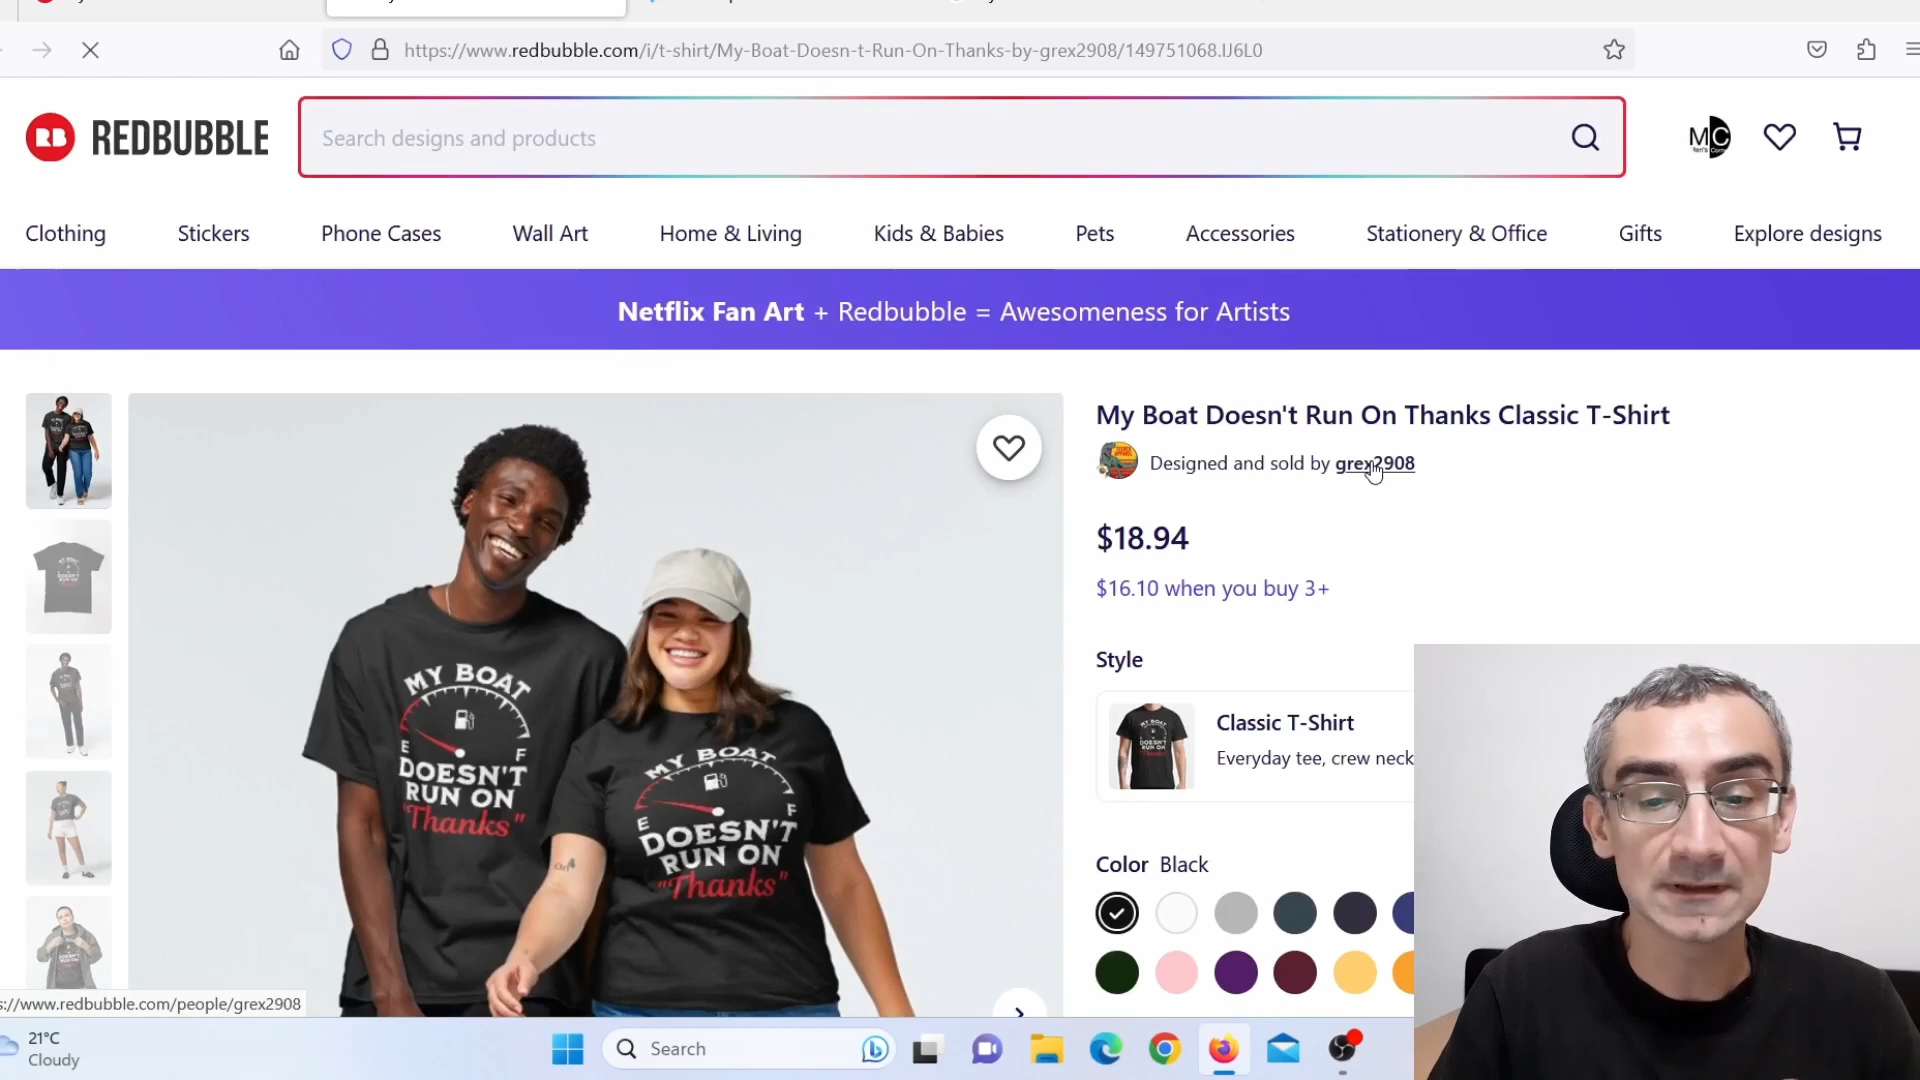 https://www.redbubble.com/i/t-shirt/My-Boat-Doesn-t-Run-On-Thanks-by-grex2908/149751068.IJ6L0
RB REDBUBBLE
Search designs and products
MC
Clothing Stickers Phone Cases Wall Art Home & Living Kids & Babies Pets Accessories Stationery & Office Gifts Explore designs
Netflix Fan Art + Redbubble = Awesomeness for Artists
My Boat Doesn't Run On Thanks Classic T-Shirt
Designed and sold by grex2908
$18.94
$16.10 when you buy 3+
Style
Classic T-Shirt
Everyday tee, crew neck
Color Black
MY BOAT
E F
DOESN'T
RUN ON
"Thanks"
MY BOAT
E F
DOESN'T
RUN ON
"Thanks"
s://www.redbubble.com/people/grex2908
21°C
Cloudy
Search